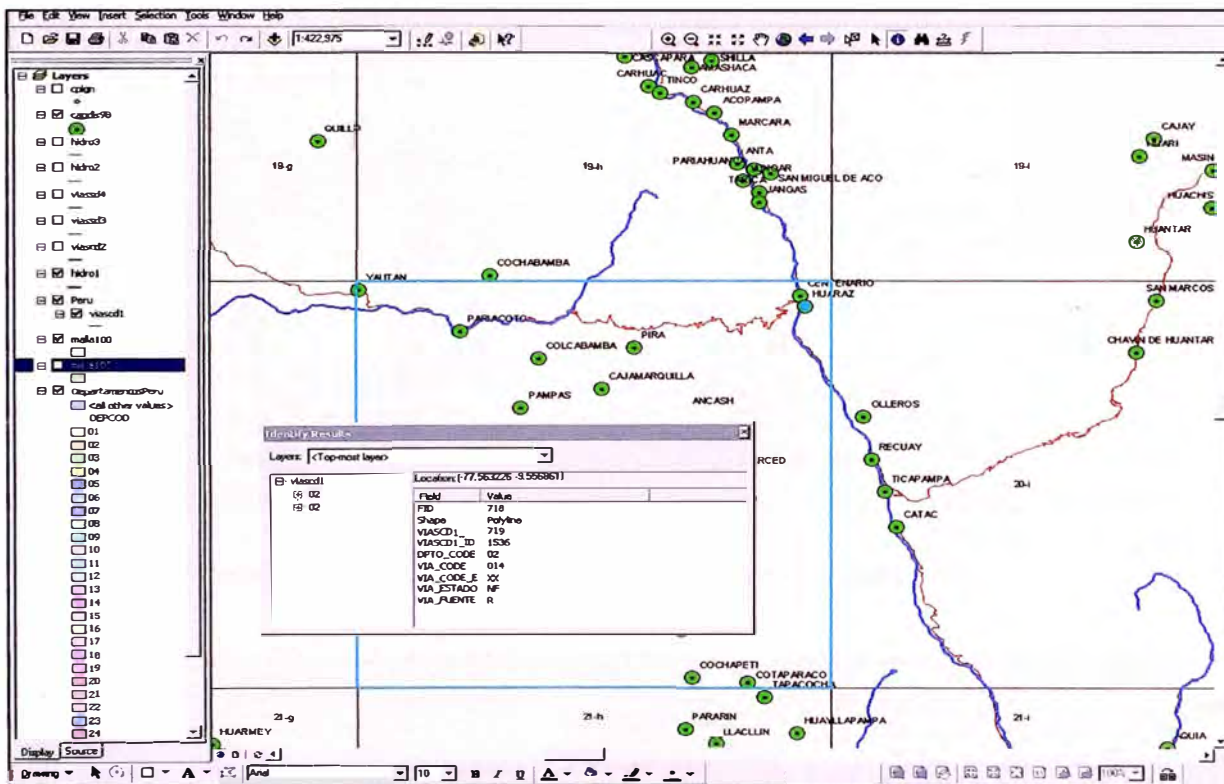 File Edit View Insert Selection Tools Window Help
1:422,975
Layers
cpign
capdis98
hidro3
hidro2
viascd4
viascd3
viascd2
hidro1
Peru
viascd1
malla100
DepartamentosPeru
<all other values>
DEPCOD
01
02
03
04
05
06
07
08
09
10
11
12
13
14
15
16
17
18
19
20
21
22
23
24
Display Source
SHILLA
CARHUAZ
TINCO
ACOPAMPA
MARCARA
ANTA
SAN MIGUEL DE ACO
JANGAS
QUILLO
19-g
19-h
19-i
CAJAY
MASIN
HUACHIS
HUANTAR
SAN MARCOS
CHAVIN DE HUANTAR
YAUTAN
COCHABAMBA
CENTENARIO
HUARAZ
PARIACOTO
COLCABAMBA
PIRA
CAJAMARQUILLA
PAMPAS
ANCASH
OLLEROS
RECUAY
TICAPAMPA
20-i
CATAC
RCED
Identify Results
Layers: <Top-most layer>
viascd1
02
02
Location: (-77.563226 -9.556861)
Field Value
FID 718
Shape Polyline
VIASCD1_ 719
VIASCD1_ID 1536
DPTO_CODE 02
VIA_CODE 014
VIA_CODE_E XX
VIA_ESTADO NF
VIA_FUENTE R
COCHAPETI
COTAPARACO
TAPACOCHA
21-g
21-h
21-i
PARARIN
LLACLLIN
HUAYLLAPAMPA
HUARMEY
QUIA
Drawing
A
Arial
10
B I U
A
100%